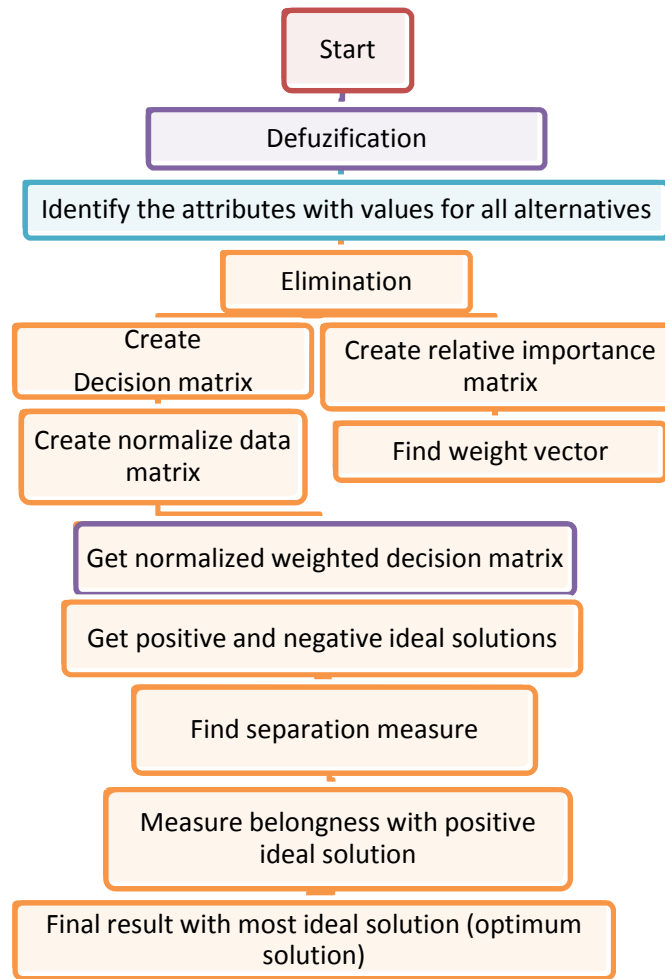 Start
Defuzification
Identify the attributes with values for all alternatives
Elimination
Create
Decision matrix
Create relative importance
matrix
Create normalize data
matrix
Find weight vector
Get normalized weighted decision matrix
Get positive and negative ideal solutions
Find separation measure
Measure belongness with positive
ideal solution
Final result with most ideal solution (optimum
solution)